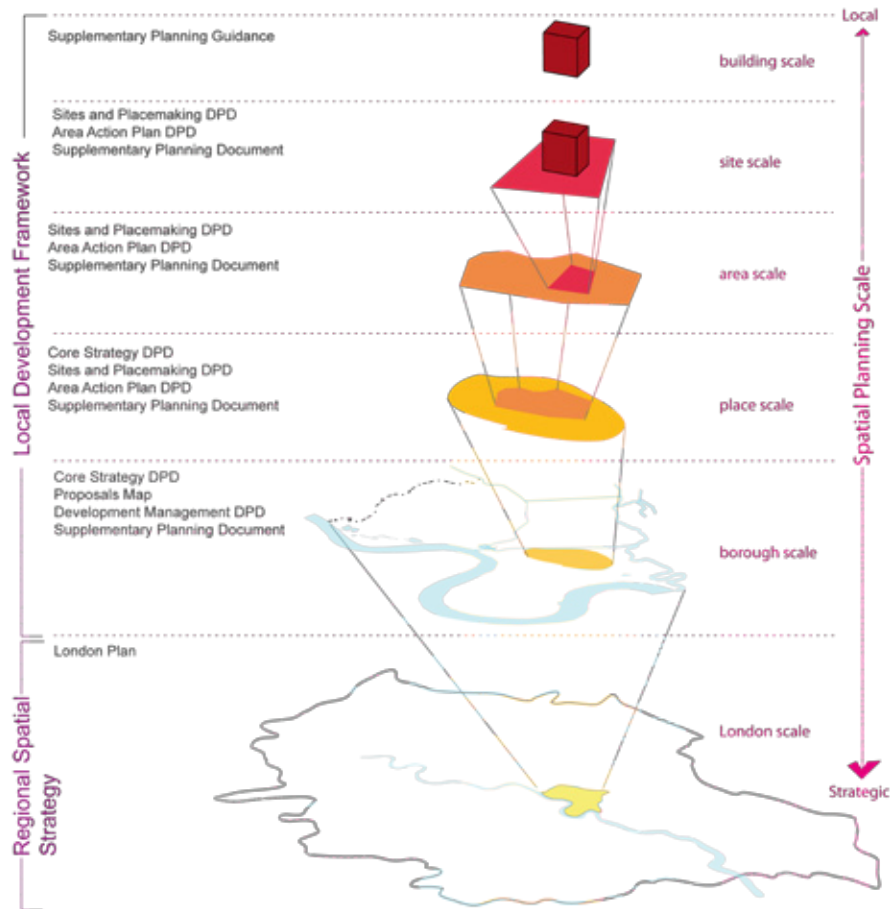 Local
Supplementary Planning Guidance
building scale
Sites and Placemaking DPD
Area Action Plan DPD
Supplementary Planning Document
site scale
Sites and Placemaking DPD
Area Action Plan DPD
Supplementary Planning Document
area scale
Core Strategy DPD
Sites and Placemaking DPD
Area Action Plan DPD
Supplementary Planning Document
place scale
Core Strategy DPD
Proposals Map
Development Management DPD
Supplementary Planning Document
borough scale
London Plan
London scale
Strategic
Local Development Framework
Regional Spatial
Strategy
Spatial Planning Scale